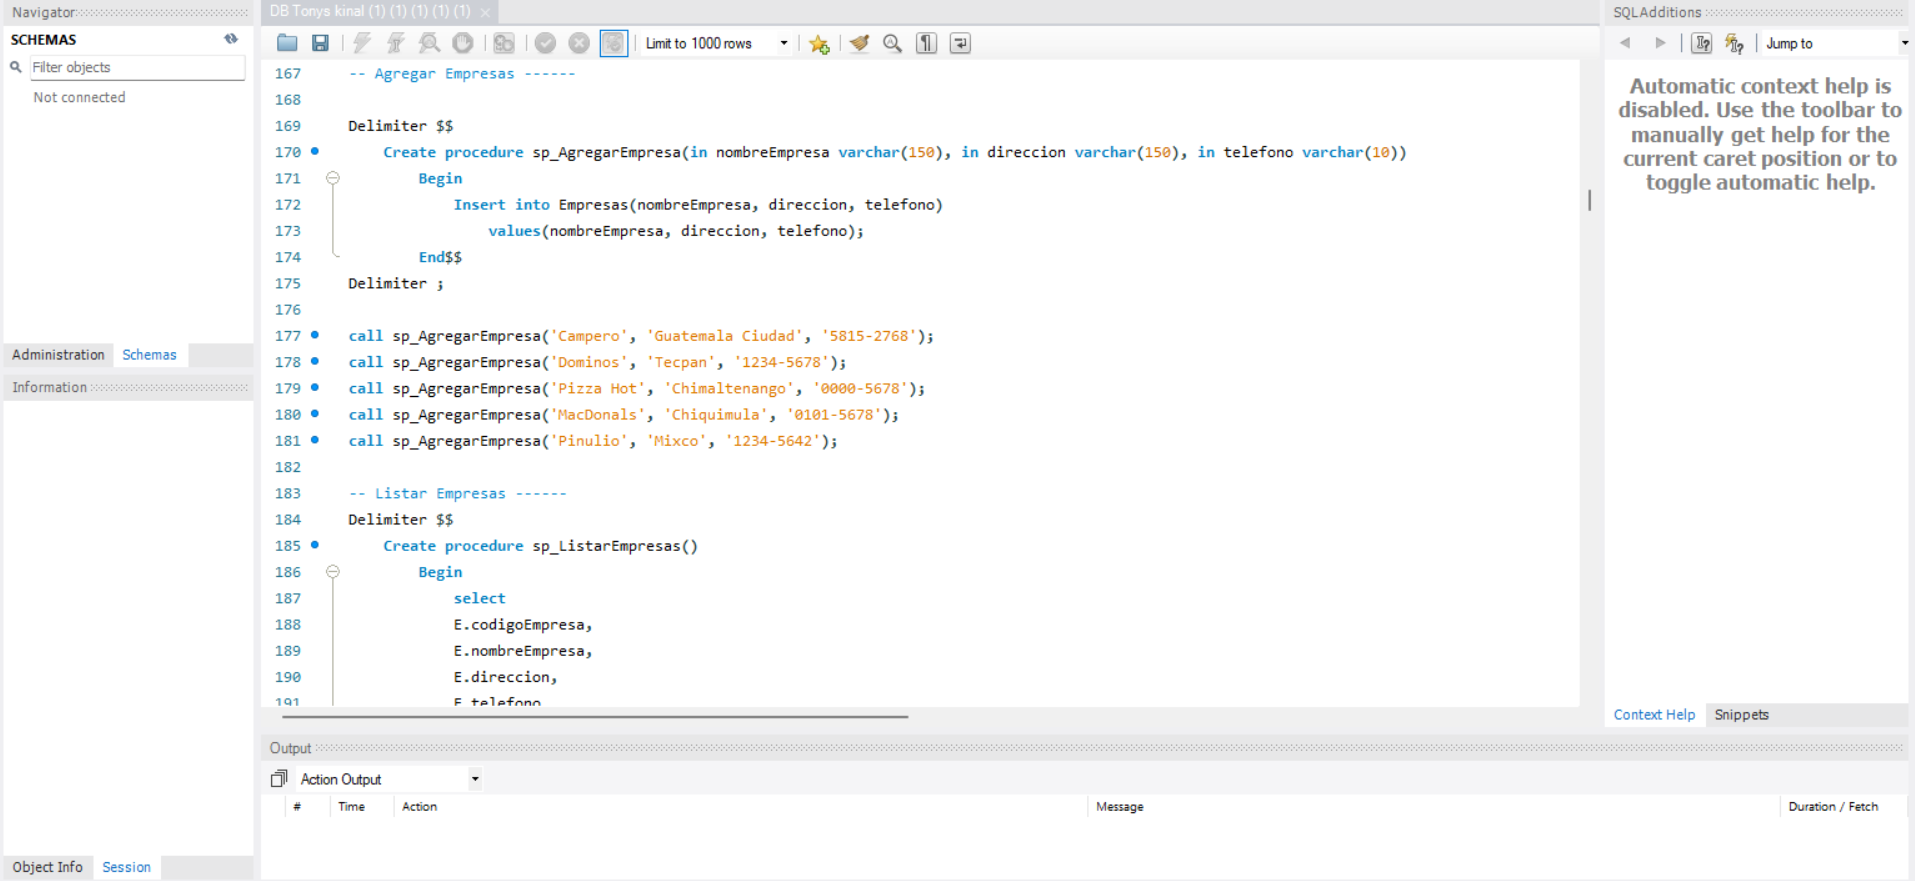 Navigator
SCHEMAS
Filter objects
Not connected
Administration Schemas
Information
Object Info Session
DB Tonys kinal (1) (1) (1) (1) (1)
Limit to 1000 rows
167 -- Agregar Empresas ------
168
169 Delimiter $$
170 Create procedure sp_AgregarEmpresa(in nombreEmpresa varchar(150), in direccion varchar(150), in telefono varchar(10))
171 Begin
172 Insert into Empresas(nombreEmpresa, direccion, telefono)
173 values(nombreEmpresa, direccion, telefono);
174 End$$
175 Delimiter ;
176
177 call sp_AgregarEmpresa('Campero', 'Guatemala Ciudad', '5815-2768');
178 call sp_AgregarEmpresa('Dominos', 'Tecpan', '1234-5678');
179 call sp_AgregarEmpresa('Pizza Hot', 'Chimaltenango', '0000-5678');
180 call sp_AgregarEmpresa('MacDonals', 'Chiquimula', '0101-5678');
181 call sp_AgregarEmpresa('Pinulio', 'Mixco', '1234-5642');
182
183 -- Listar Empresas ------
184 Delimiter $$
185 Create procedure sp_ListarEmpresas()
186 Begin
187 select
188 E.codigoEmpresa,
189 E.nombreEmpresa,
190 E.direccion,
191 E.telefono
Output
Action Output
# Time Action Message Duration / Fetch
SQLAdditions
Jump to
Automatic context help is
disabled. Use the toolbar to
manually get help for the
current caret position or to
toggle automatic help.
Context Help Snippets